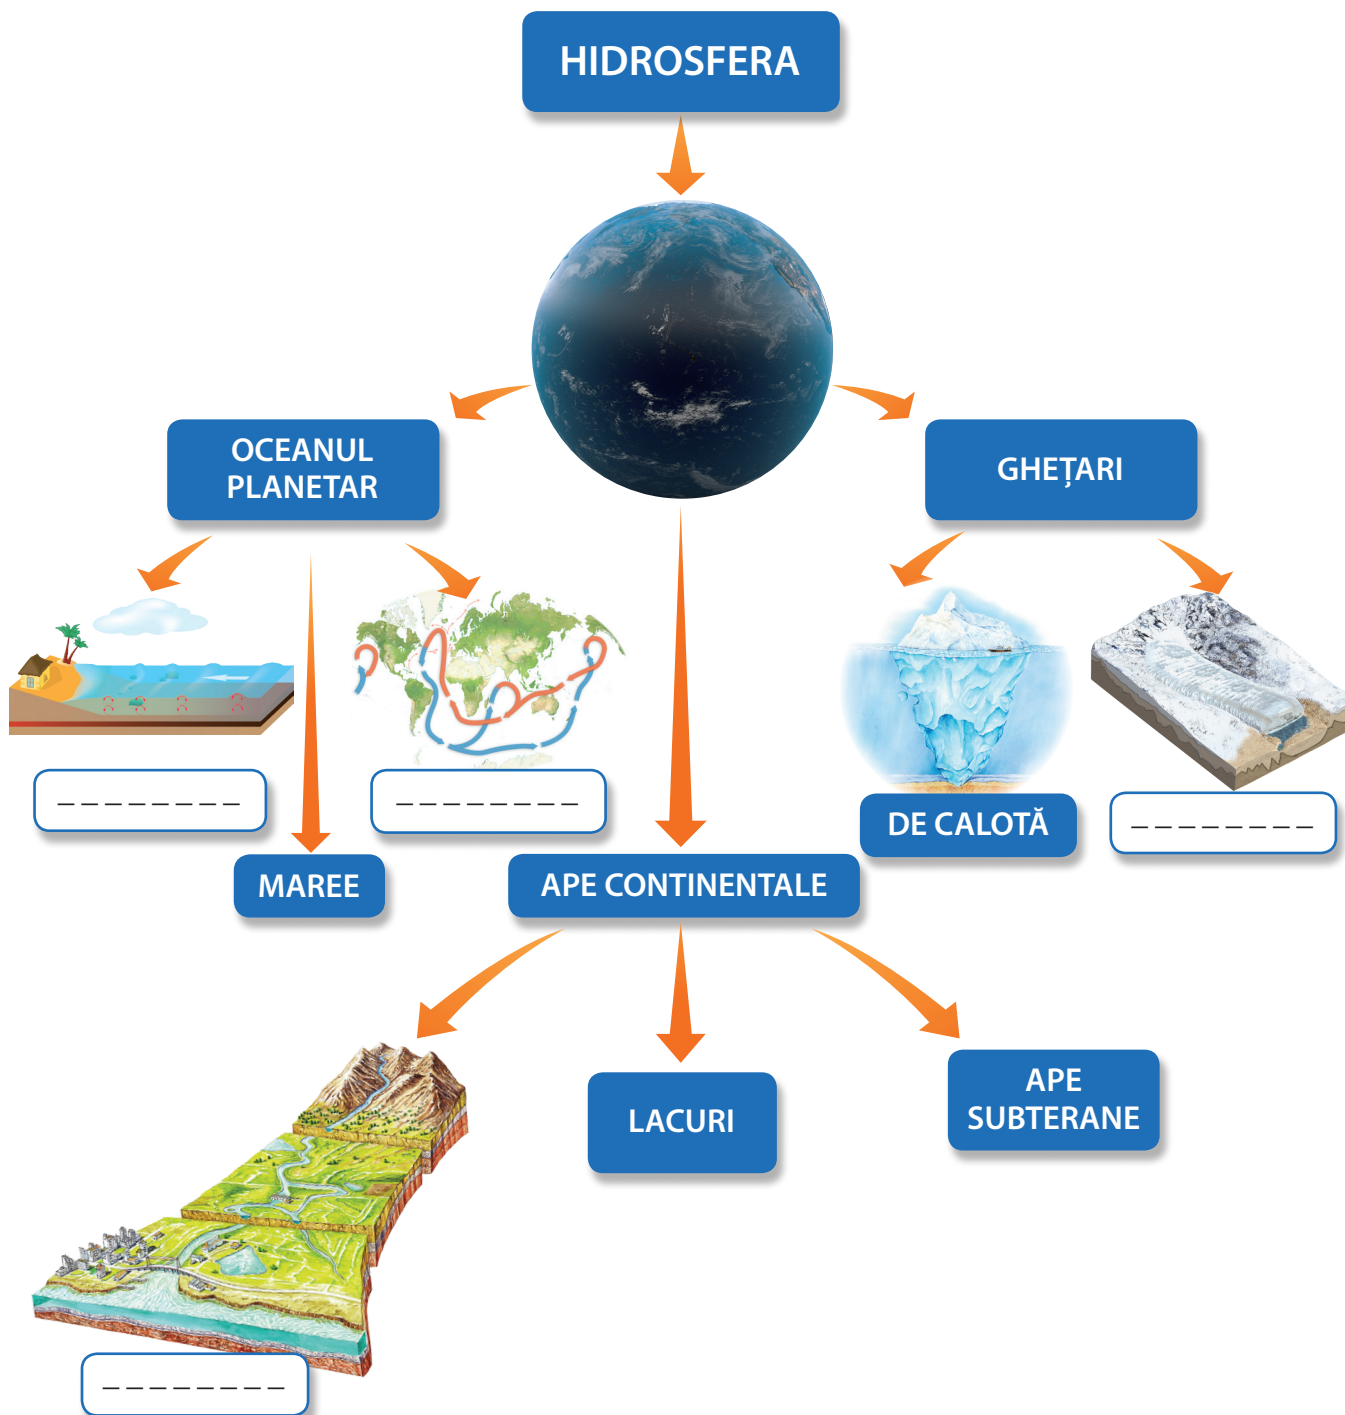 HIDROSFERA
OCEANUL
PLANETAR
GHEȚARI
_ _ _ _ _ _ _ _
_ _ _ _ _ _ _ _
DE CALOTĂ
_ _ _ _ _ _ _ _
MAREE
APE CONTINENTALE
LACURI
APE
SUBTERANE
_ _ _ _ _ _ _ _